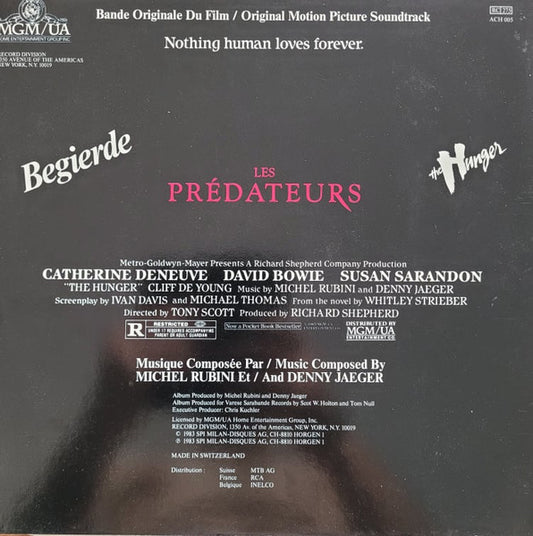 MGM/UA
HOME ENTERTAINMENT GROUP, INC.
RECORD DIVISION
1350 AVENUE OF THE AMERICAS
NEW YORK, N.Y. 10019
Bande Originale Du Film / Original Motion Picture Soundtrack
ACH 005
Nothing human loves forever.
Begierde
the Hunger
LES
PRÉDATEURS
Metro-Goldwyn-Mayer Presents A Richard Shepherd Company Production
CATHERINE DENEUVE DAVID BOWIE SUSAN SARANDON
"THE HUNGER" CLIFF DE YOUNG Music by MICHEL RUBINI and DENNY JAEGER
Screenplay by IVAN DAVIS and MICHAEL THOMAS From the novel by WHITLEY STRIEBER
Directed by TONY SCOTT Produced by RICHARD SHEPHERD
R RESTRICTED
UNDER 17 REQUIRES ACCOMPANYING
PARENT OR ADULT GUARDIAN
Now a Pocket Book Bestseller
DISTRIBUTED BY
MGM/UA
ENTERTAINMENT CO.
Musique Composée Par / Music Composed By
MICHEL RUBINI Et / And DENNY JAEGER
Album Produced by Michel Rubini and Denny Jaeger
Album Produced for Varese Sarabande Records by Scot W. Holton and Tom Null
Executive Producer: Chris Kuchler
Licensed by MGM/UA Home Entertainment Group, Inc.
RECORD DIVISION, 1350 Av. of the Americas, NEW YORK, N.Y. 10019
© 1983 SPI MILAN-DISQUES AG, CH-8810 HORGEN 1
℗ 1983 SPI MILAN-DISQUES AG, CH-8810 HORGEN 1
MADE IN SWITZERLAND
Distribution : Suisse MTB AG
France RCA
Belgique INELCO